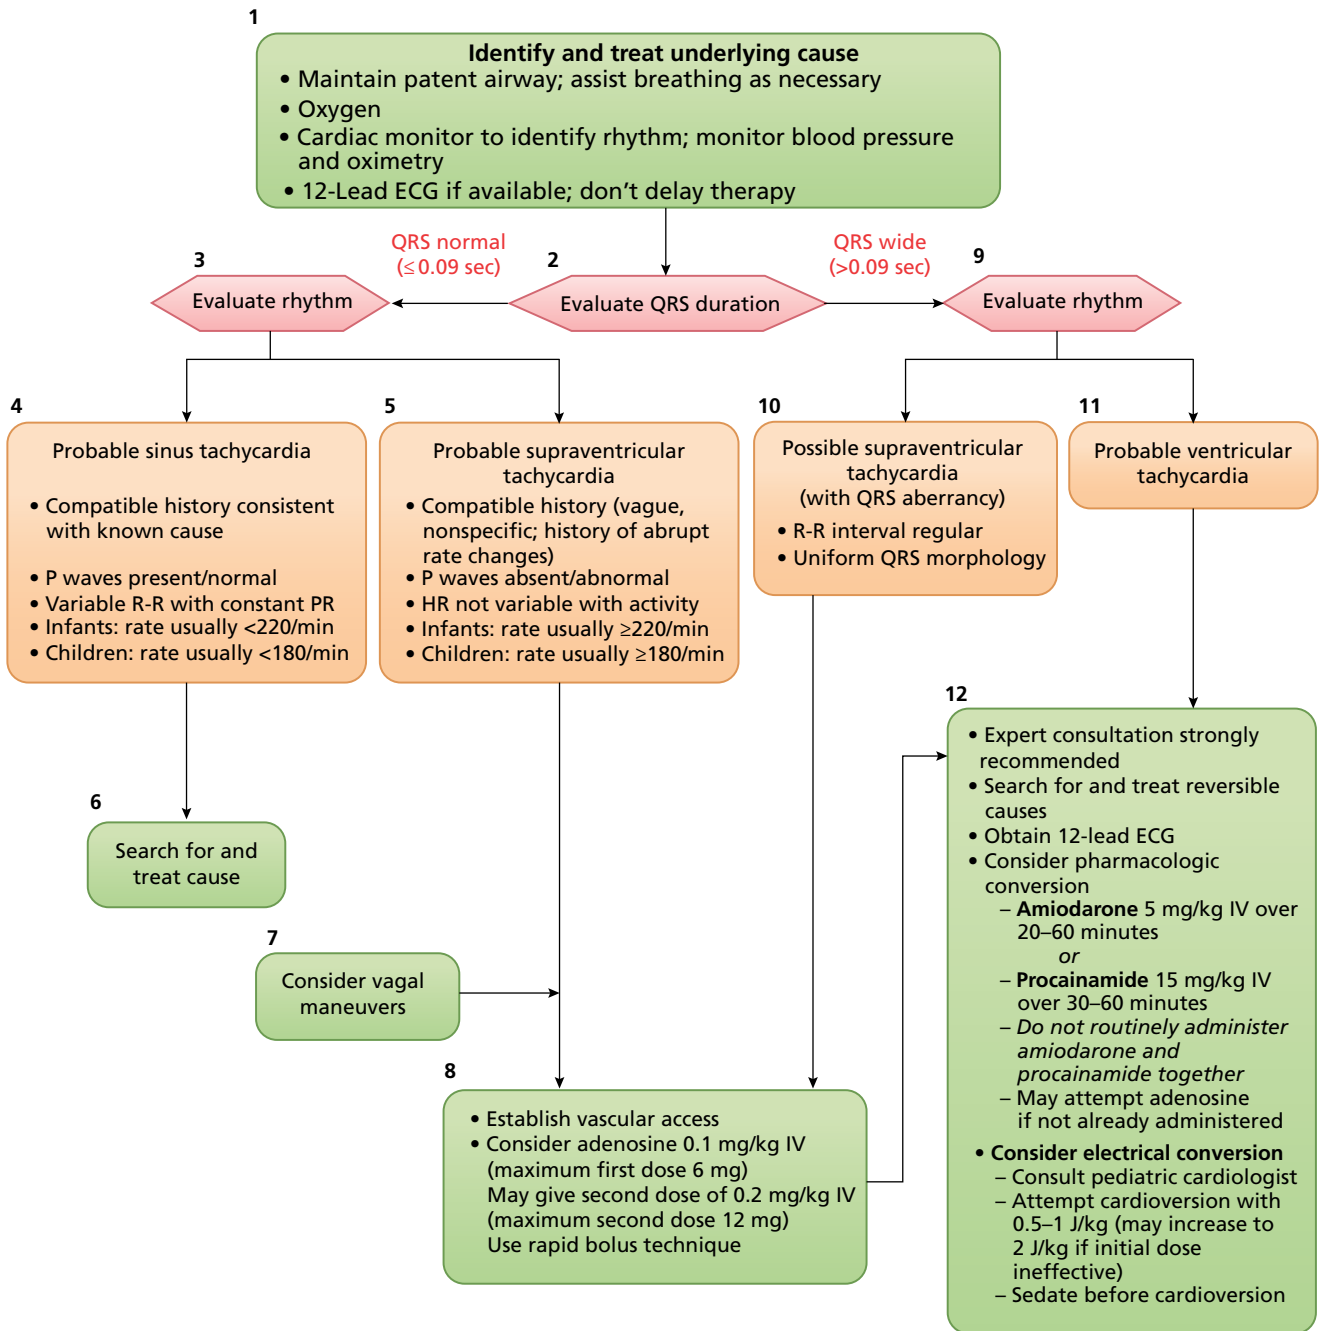 1
Identify and treat underlying cause
• Maintain patent airway; assist breathing as necessary
• Oxygen
• Cardiac monitor to identify rhythm; monitor blood pressure
and oximetry
• 12-Lead ECG if available; don't delay therapy
QRS normal
(≤ 0.09 sec)
QRS wide
(>0.09 sec)
2
Evaluate QRS duration
3
Evaluate rhythm
9
Evaluate rhythm
4
Probable sinus tachycardia
• Compatible history consistent
with known cause
• P waves present/normal
• Variable R-R with constant PR
• Infants: rate usually <220/min
• Children: rate usually <180/min
5
Probable supraventricular
tachycardia
• Compatible history (vague,
nonspecific; history of abrupt
rate changes)
• P waves absent/abnormal
• HR not variable with activity
• Infants: rate usually ≥220/min
• Children: rate usually ≥180/min
10
Possible supraventricular
tachycardia
(with QRS aberrancy)
• R-R interval regular
• Uniform QRS morphology
11
Probable ventricular
tachycardia
6
Search for and
treat cause
7
Consider vagal
maneuvers
8
• Establish vascular access
• Consider adenosine 0.1 mg/kg IV
(maximum first dose 6 mg)
May give second dose of 0.2 mg/kg IV
(maximum second dose 12 mg)
Use rapid bolus technique
12
• Expert consultation strongly
recommended
• Search for and treat reversible
causes
• Obtain 12-lead ECG
• Consider pharmacologic
conversion
– Amiodarone 5 mg/kg IV over
20–60 minutes
or
– Procainamide 15 mg/kg IV
over 30–60 minutes
– Do not routinely administer
amiodarone and
procainamide together
– May attempt adenosine
if not already administered
• Consider electrical conversion
– Consult pediatric cardiologist
– Attempt cardioversion with
0.5–1 J/kg (may increase to
2 J/kg if initial dose
ineffective)
– Sedate before cardioversion